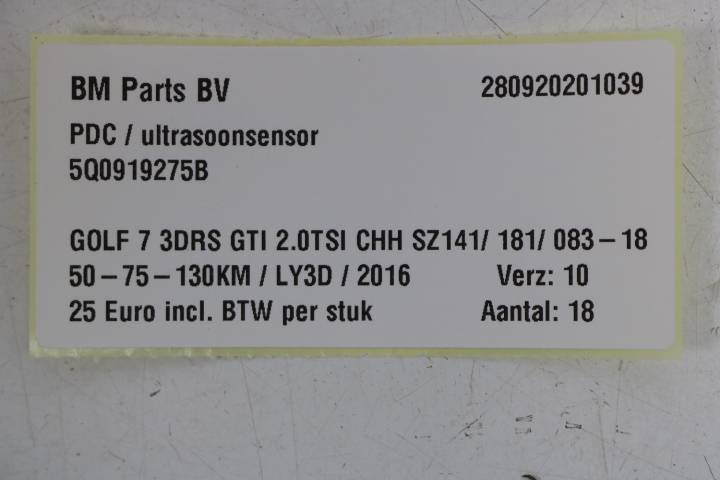 BM Parts BV 280920201039
PDC / ultrasoonsensor
5Q0919275B
GOLF 7 3DRS GTI 2.0TSI CHH SZ141/ 181/ 083-18
50-75-130KM / LY3D / 2016 Verz: 10
25 Euro incl. BTW per stuk Aantal: 18